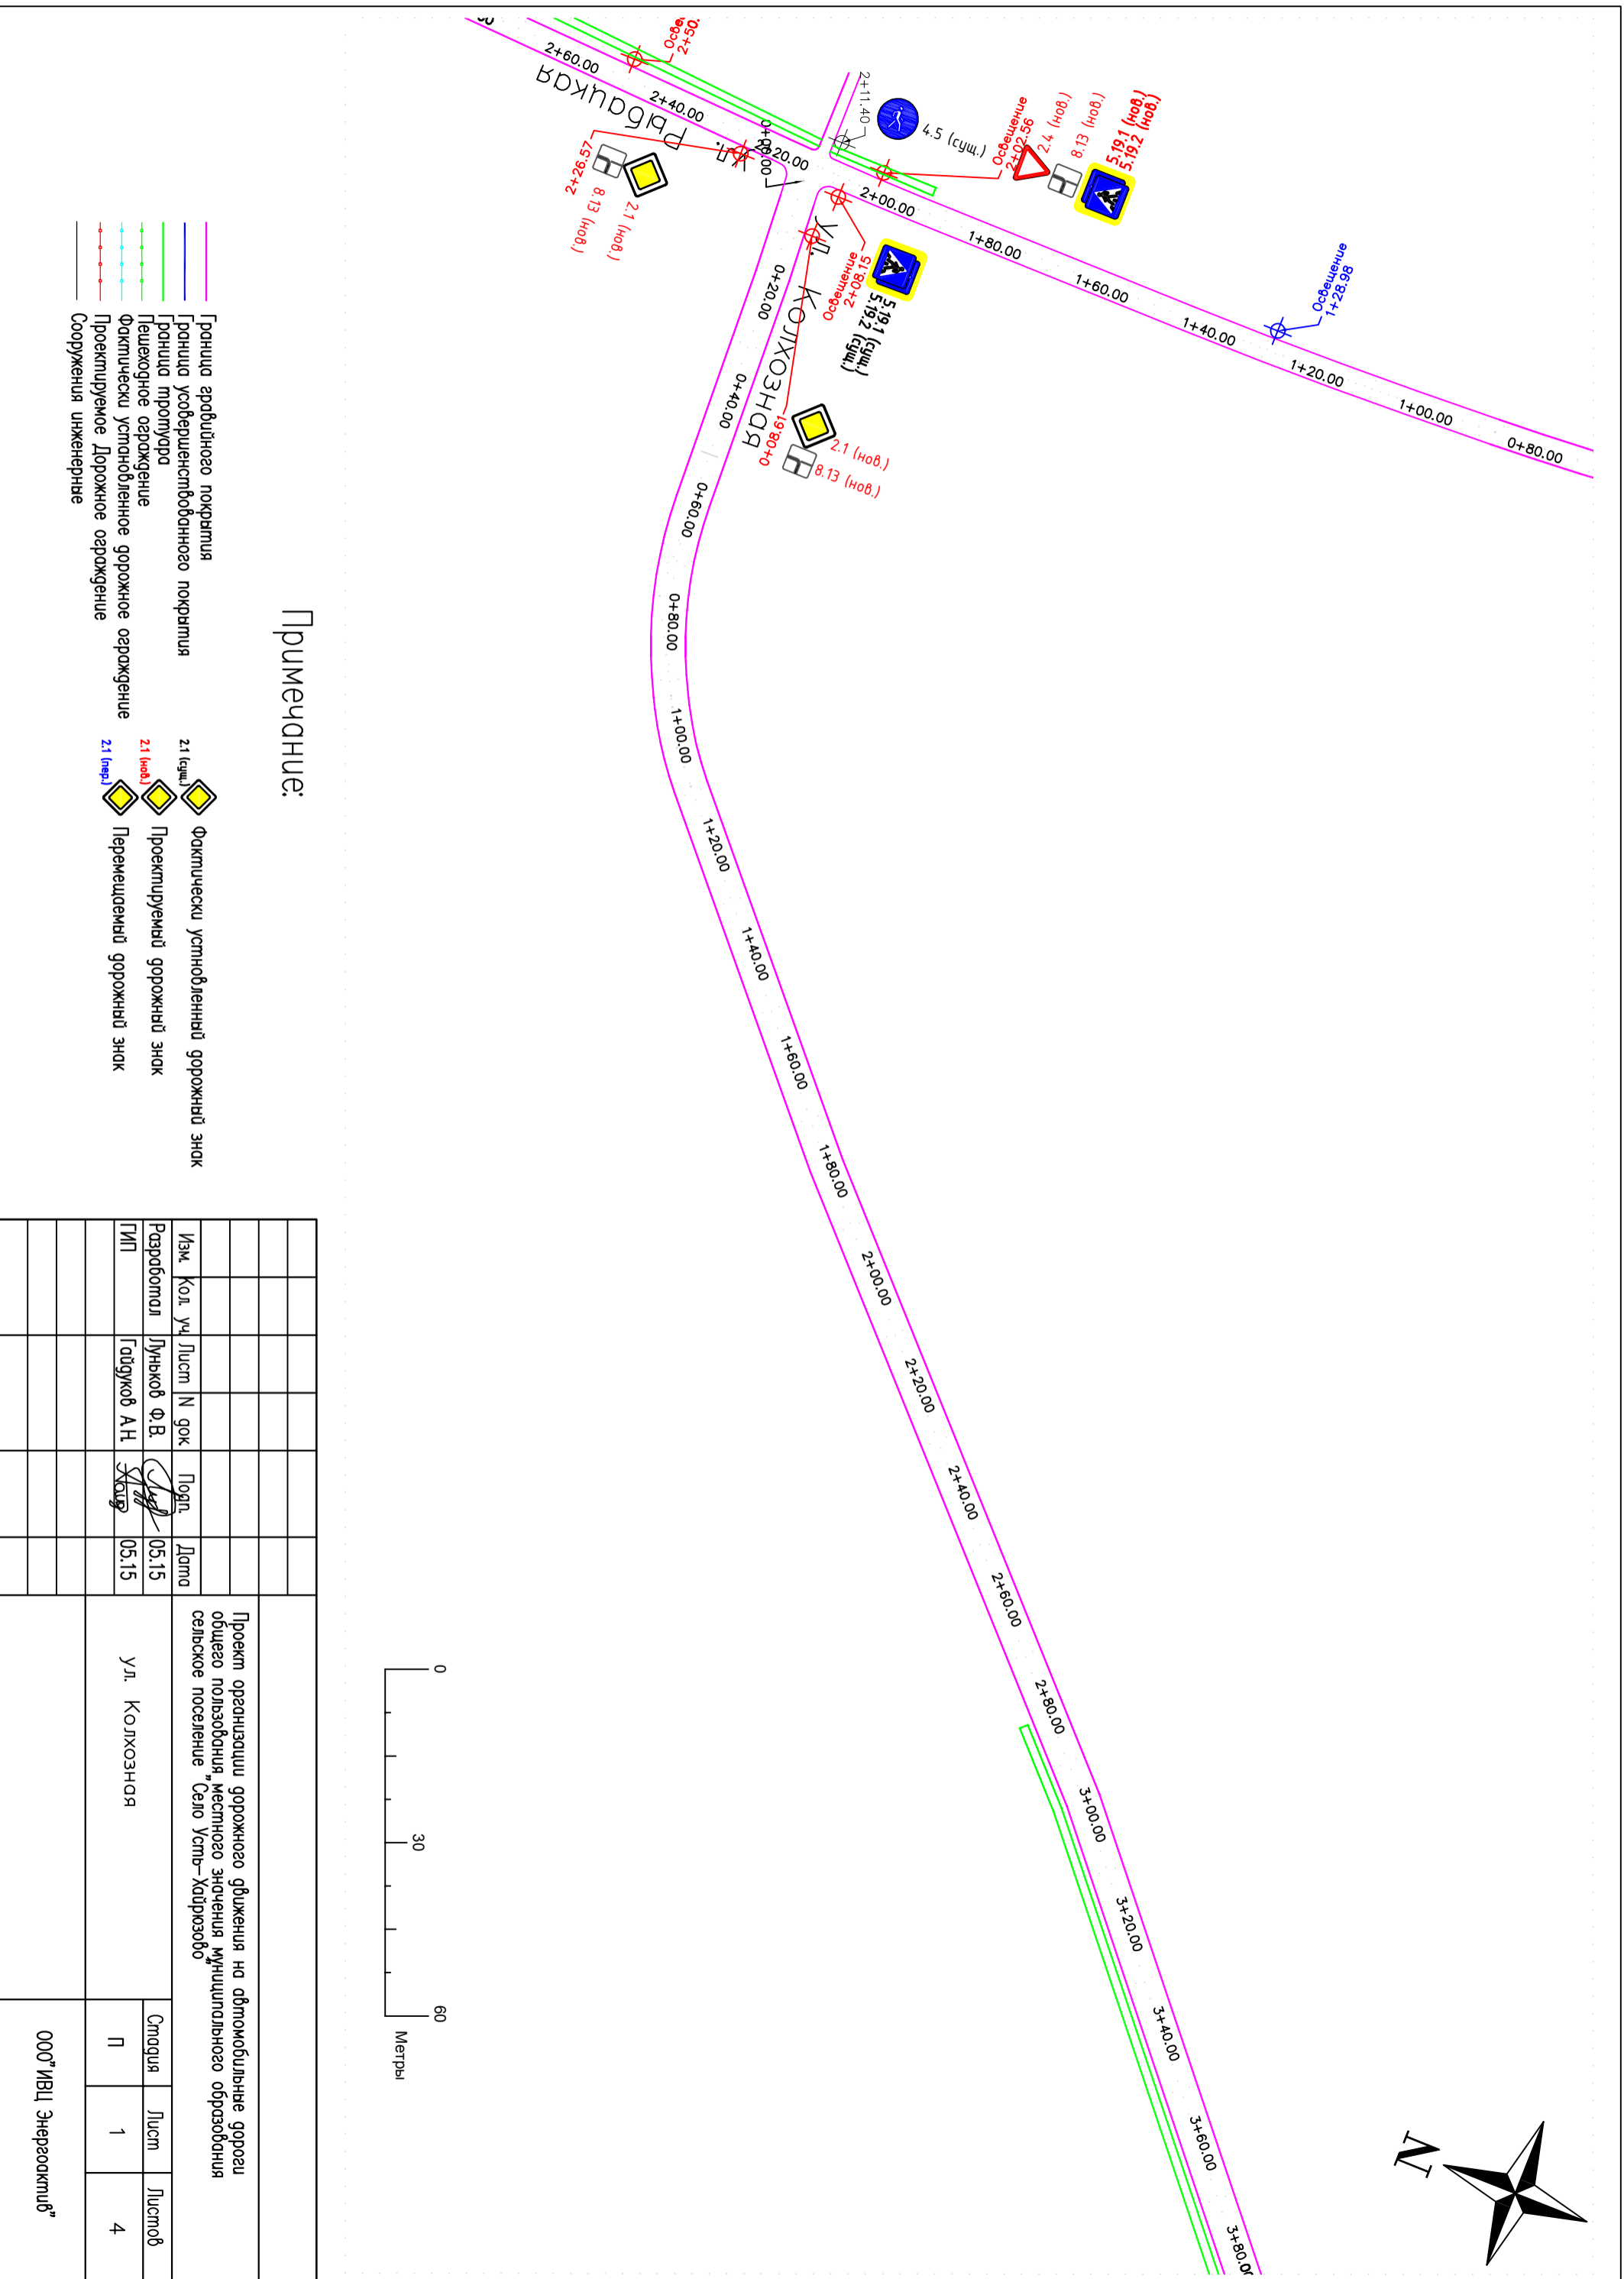 Освещение
2+50.
2+60.00
2+40.00
2+20.00
ул. Рыбацкая
0+00.00
2+11.40
4.5 (сущ.)
Освещение
2+02.56
2.4 (нов.)
8.13 (нов.)
5.19.1 (нов.)
5.19.2 (нов.)
2+26.57
2.1 (нов.)
8.13 (нов.)
Освещение
2+08.15
5.19.1 (сущ.)
5.19.2 (сущ.)
ул. КОЛХОЗНАЯ
0+08.61
2.1 (нов.)
8.13 (нов.)
Освещение
1+28.98
2+00.00
1+80.00
1+60.00
1+40.00
1+20.00
1+00.00
0+80.00
0+20.00
0+40.00
0+60.00
0+80.00
1+00.00
1+20.00
1+40.00
1+60.00
1+80.00
2+00.00
2+20.00
2+40.00
2+60.00
2+80.00
3+00.00
3+20.00
3+40.00
3+60.00
3+80.00
N
0
30
60
Метры
Примечание:
Граница гравийного покрытия
Граница усовершенствованного покрытия
Граница тротуара
Пешеходное ограждение
Фактически установленное дорожное ограждение
Проектируемое Дорожное ограждение
Сооружения инженерные
2.1 (сущ.)
Фактически устновленный дорожный знак
2.1 (нов.)
Проектируемый дорожный знак
2.1 (пер.)
Перемещаемый дорожный знак
Изм. Кол. уч. Лист N док Подп. Дата
Разработал Луньков Ф.В. 05.15
ГИП Гайдуков А.Н. 05.15
Проект организации дорожного движения на автомобильные дороги
общего пользования местного значения муниципального образования
сельское поселение "Село Усть-Хайрюзово"
ул. Колхозная
Стадия Лист Листов
П 1 4
ООО"ИВЦ Энергоактив"